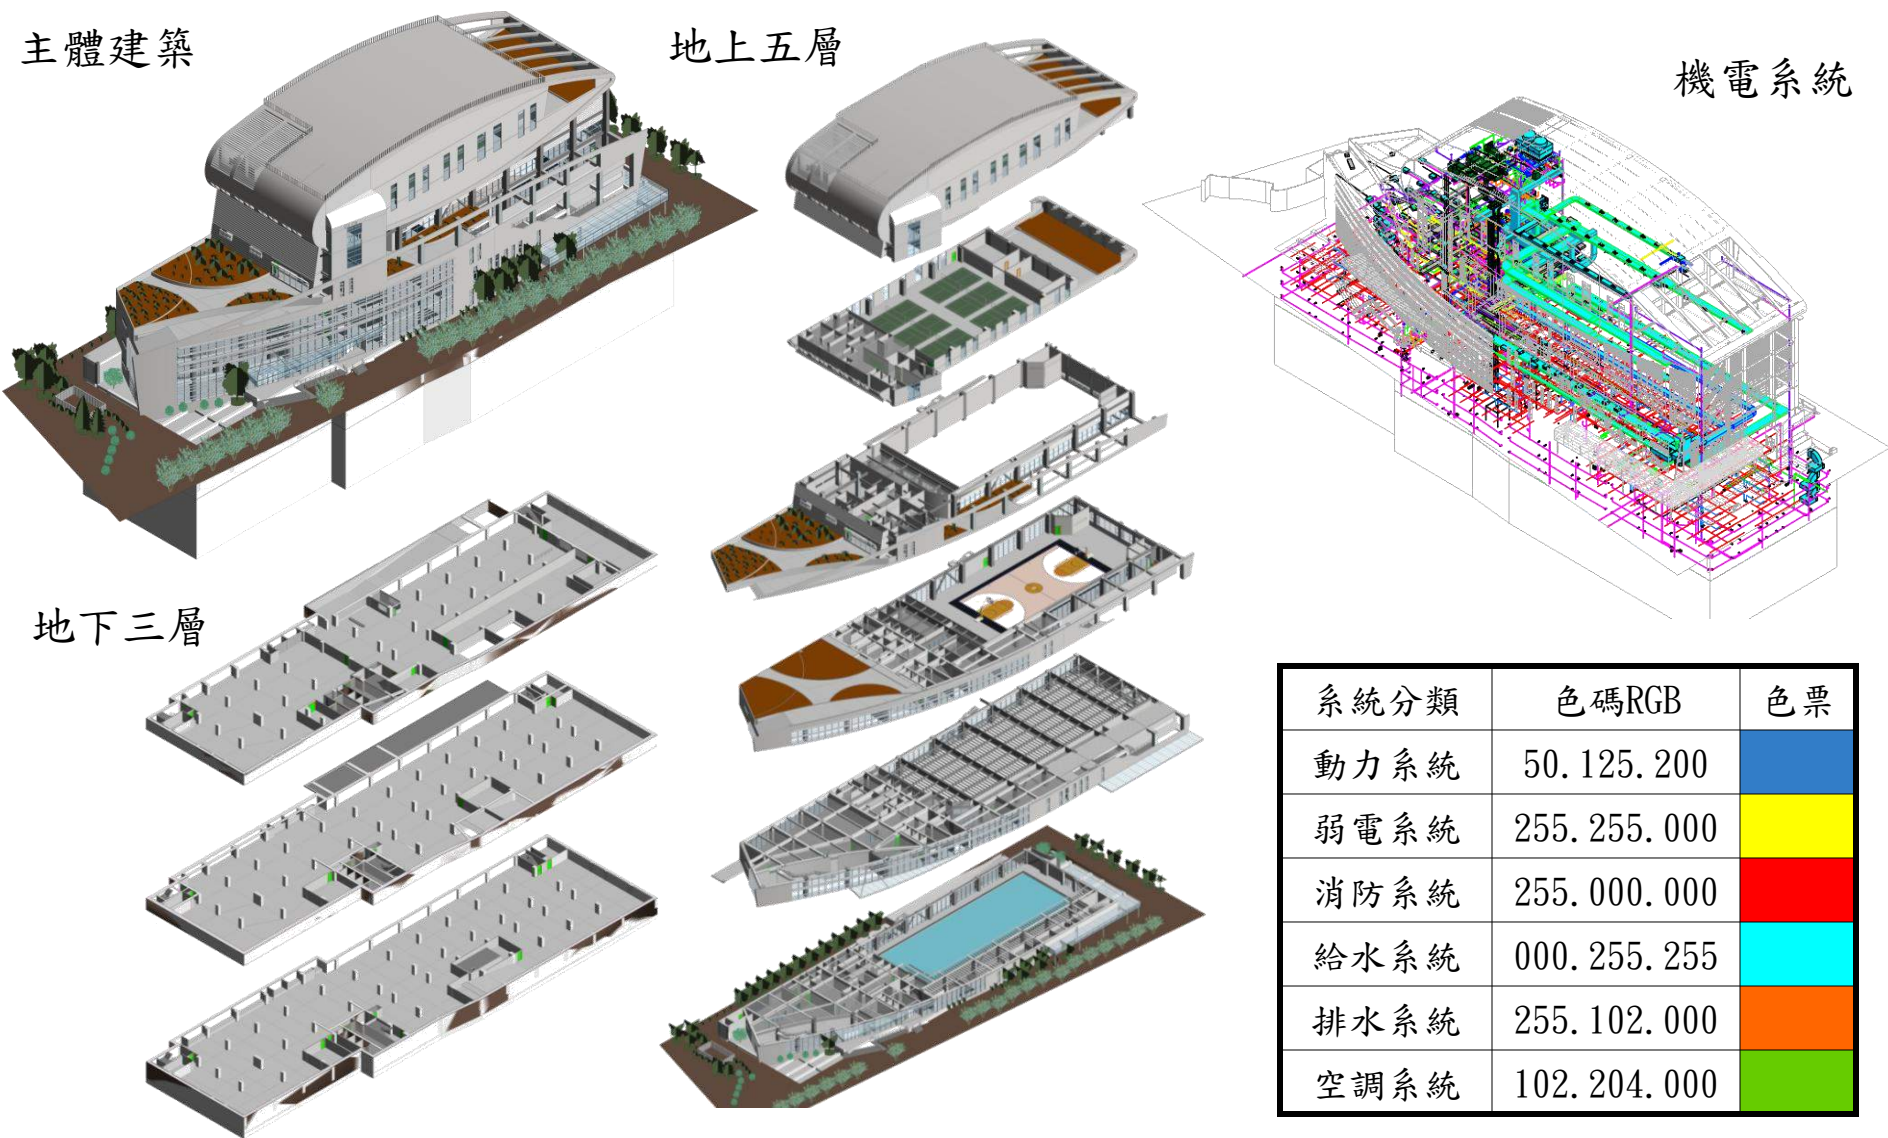 主體建築
地上五層
機電系統
地下三層
系統分類 色碼RGB 色票
動力系統 50.125.200
弱電系統 255.255.000
消防系統 255.000.000
給水系統 000.255.255
排水系統 255.102.000
空調系統 102.204.000